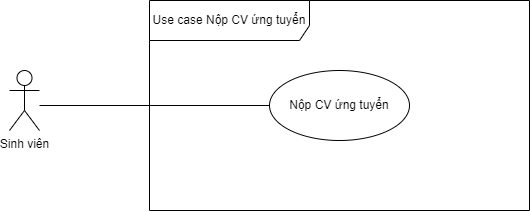 Use case Nộp CV ứng tuyển
Nộp CV ứng tuyển
Sinh viên